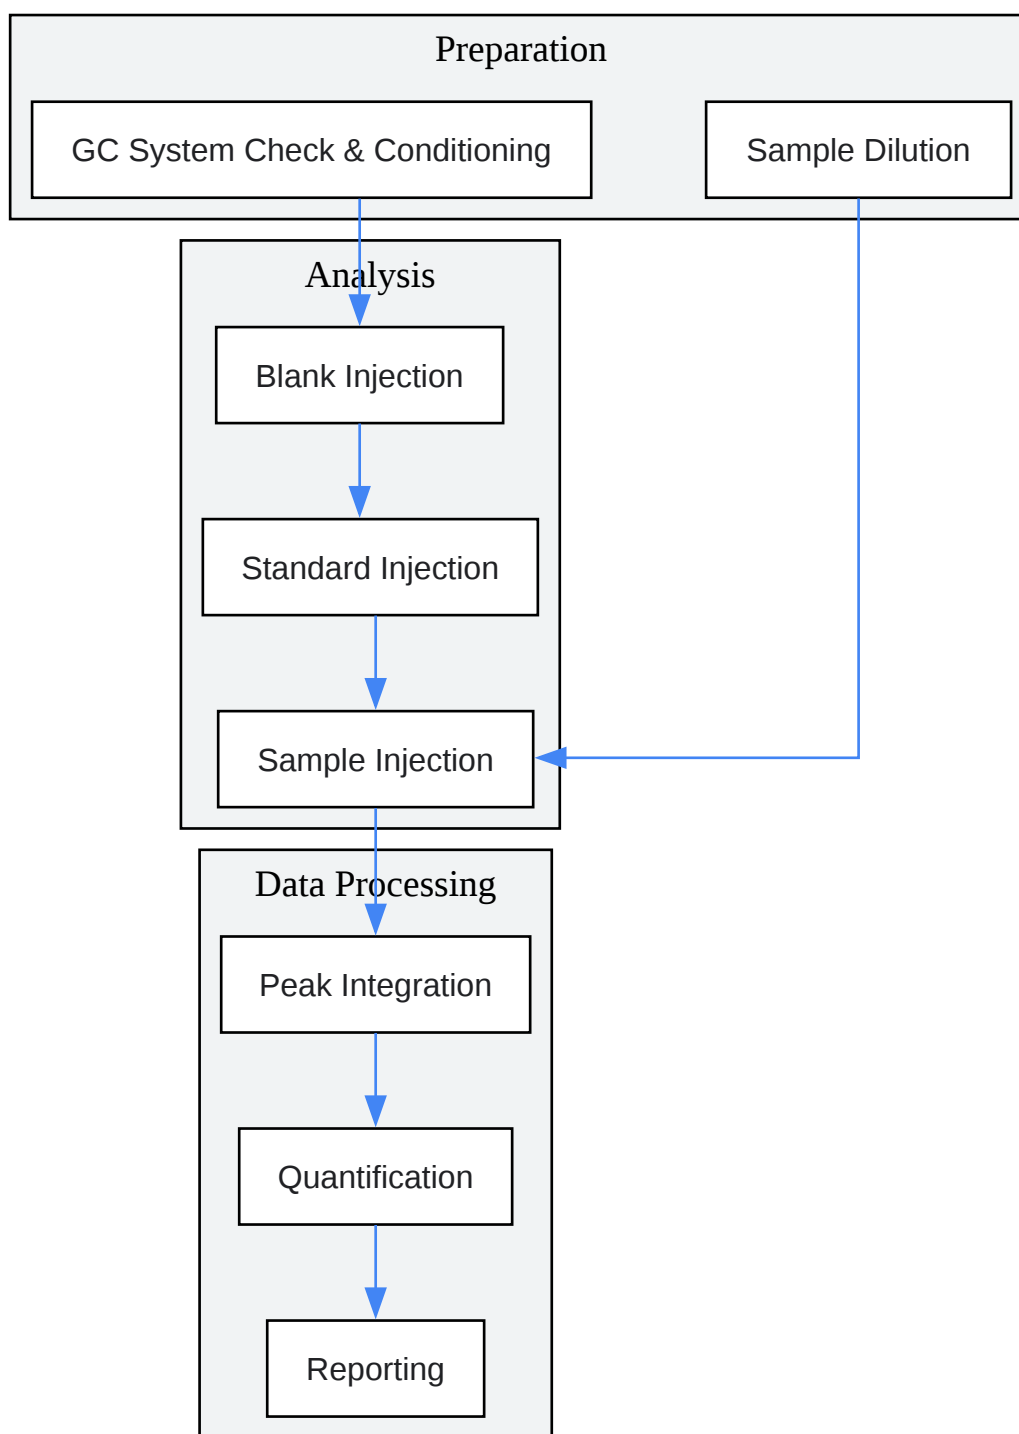 Preparation
GC System Check & Conditioning
Sample Dilution
Analysis
Blank Injection
Standard Injection
Sample Injection
Data Processing
Peak Integration
Quantification
Reporting